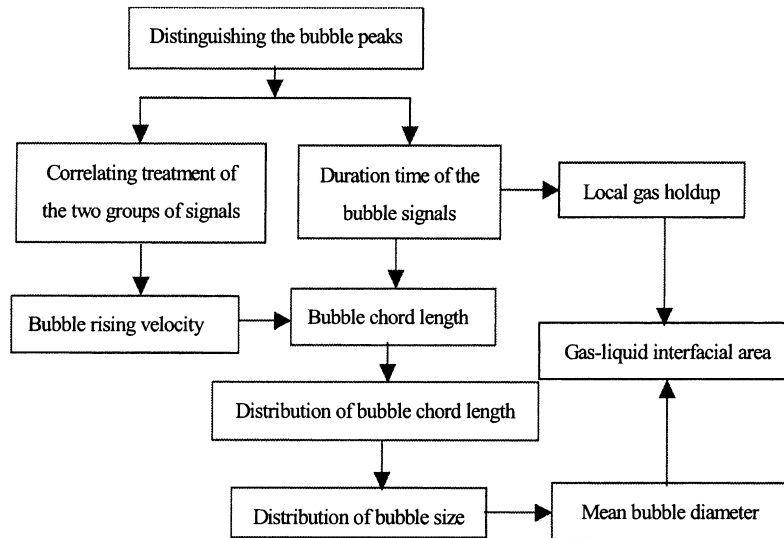 Distinguishing the bubble peaks
Correlating treatment of
the two groups of signals
Duration time of the
bubble signals
Local gas holdup
Bubble rising velocity
Bubble chord length
Gas-liquid interfacial area
Distribution of bubble chord length
Distribution of bubble size
Mean bubble diameter